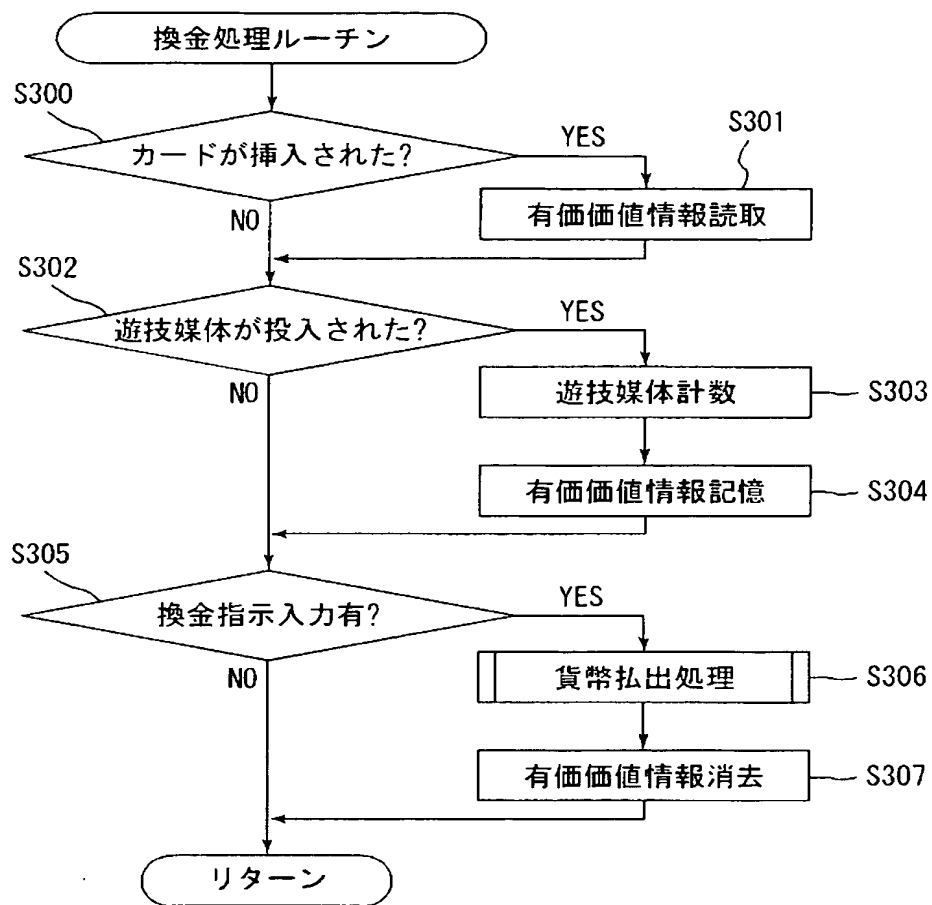 換金処理ルーチン
S300
カードが挿入された?
YES
S301
有価価値情報読取
NO
S302
遊技媒体が投入された?
YES
NO
遊技媒体計数
S303
有価価値情報記憶
S304
S305
換金指示入力有?
YES
NO
貨幣払出処理
S306
有価価値情報消去
S307
リターン